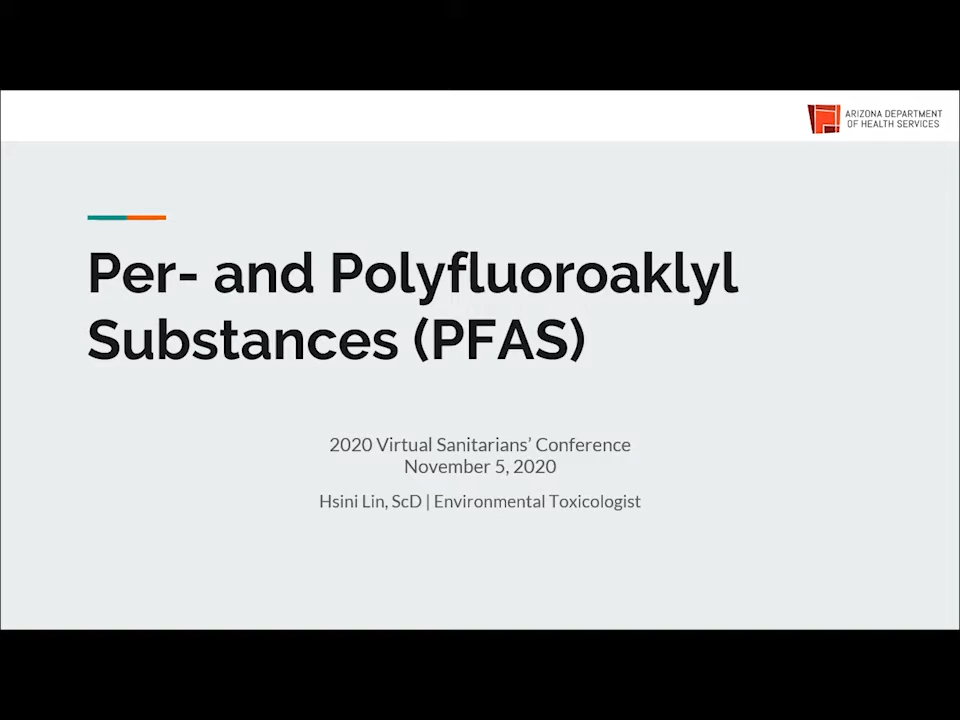 ARIZONA DEPARTMENT
OF HEALTH SERVICES
Per- and Polyfluoroaklyl
Substances (PFAS)
2020 Virtual Sanitarians’ Conference
November 5, 2020
Hsini Lin, ScD | Environmental Toxicologist